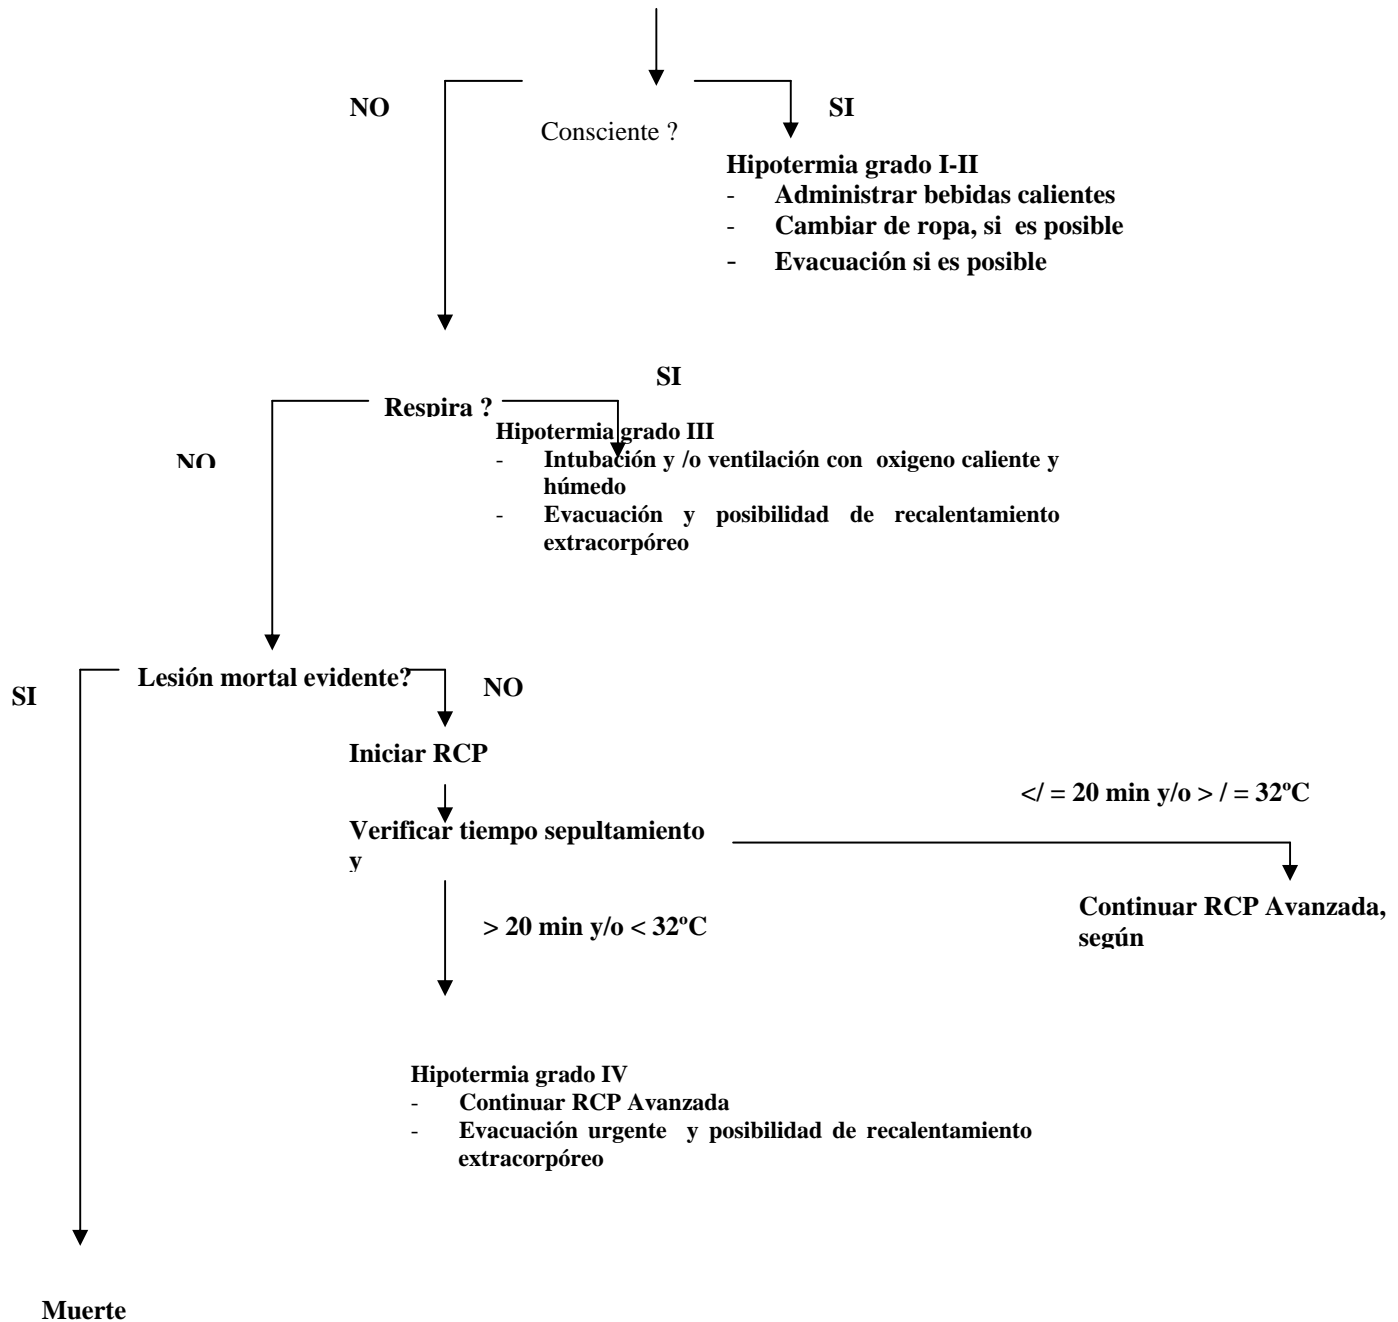 NO
SI
Consciente ?
Hipotermia grado I-II
- Administrar bebidas calientes
- Cambiar de ropa, si es posible
- Evacuación si es posible
SI
Respira ?
NO
Hipotermia grado III
- Intubación y /o ventilación con oxigeno caliente y
húmedo
- Evacuación y posibilidad de recalentamiento
extracorpóreo
SI
Lesión mortal evidente?
NO
Iniciar RCP
</ = 20 min y/o > / = 32ºC
Verificar tiempo sepultamiento
y
> 20 min y/o < 32ºC
Continuar RCP Avanzada,
según
Hipotermia grado IV
- Continuar RCP Avanzada
- Evacuación urgente y posibilidad de recalentamiento
extracorpóreo
Muerte